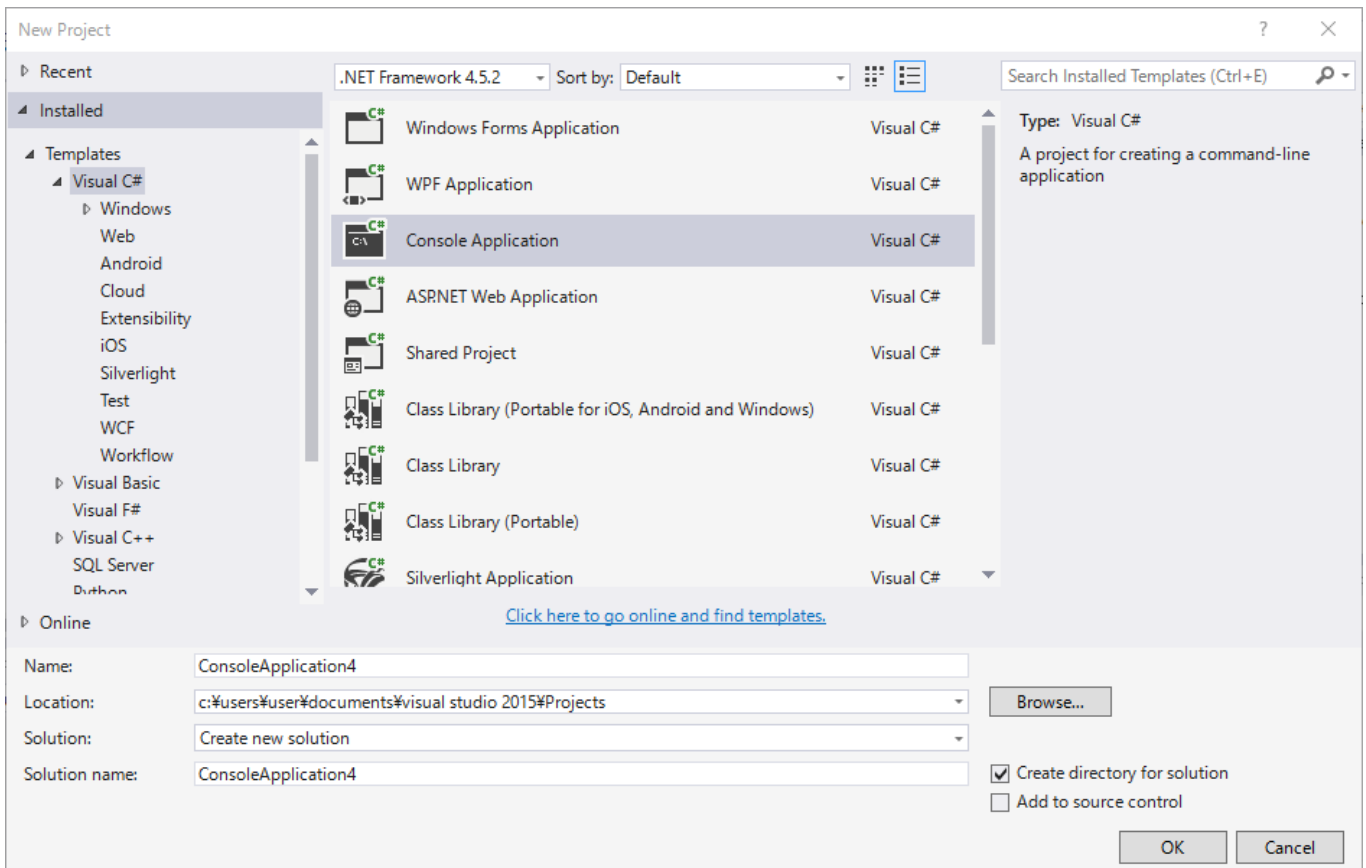 New Project
?
Recent
Installed
Templates
Visual C#
Windows
Web
Android
Cloud
Extensibility
iOS
Silverlight
Test
WCF
Workflow
Visual Basic
Visual F#
Visual C++
SQL Server
Python
Online
.NET Framework 4.5.2 Sort by: Default
C# Windows Forms Application Visual C#
C# WPF Application Visual C#
C# C:\ Console Application Visual C#
C# ASP.NET Web Application Visual C#
C# Shared Project Visual C#
C# Class Library (Portable for iOS, Android and Windows) Visual C#
C# Class Library Visual C#
C# Class Library (Portable) Visual C#
C# Silverlight Application Visual C#
Click here to go online and find templates.
Search Installed Templates (Ctrl+E)
Type: Visual C#
A project for creating a command-line
application
Name: ConsoleApplication4
Location: c:¥users¥user¥documents¥visual studio 2015¥Projects Browse...
Solution: Create new solution
Solution name: ConsoleApplication4
Create directory for solution
Add to source control
OK Cancel